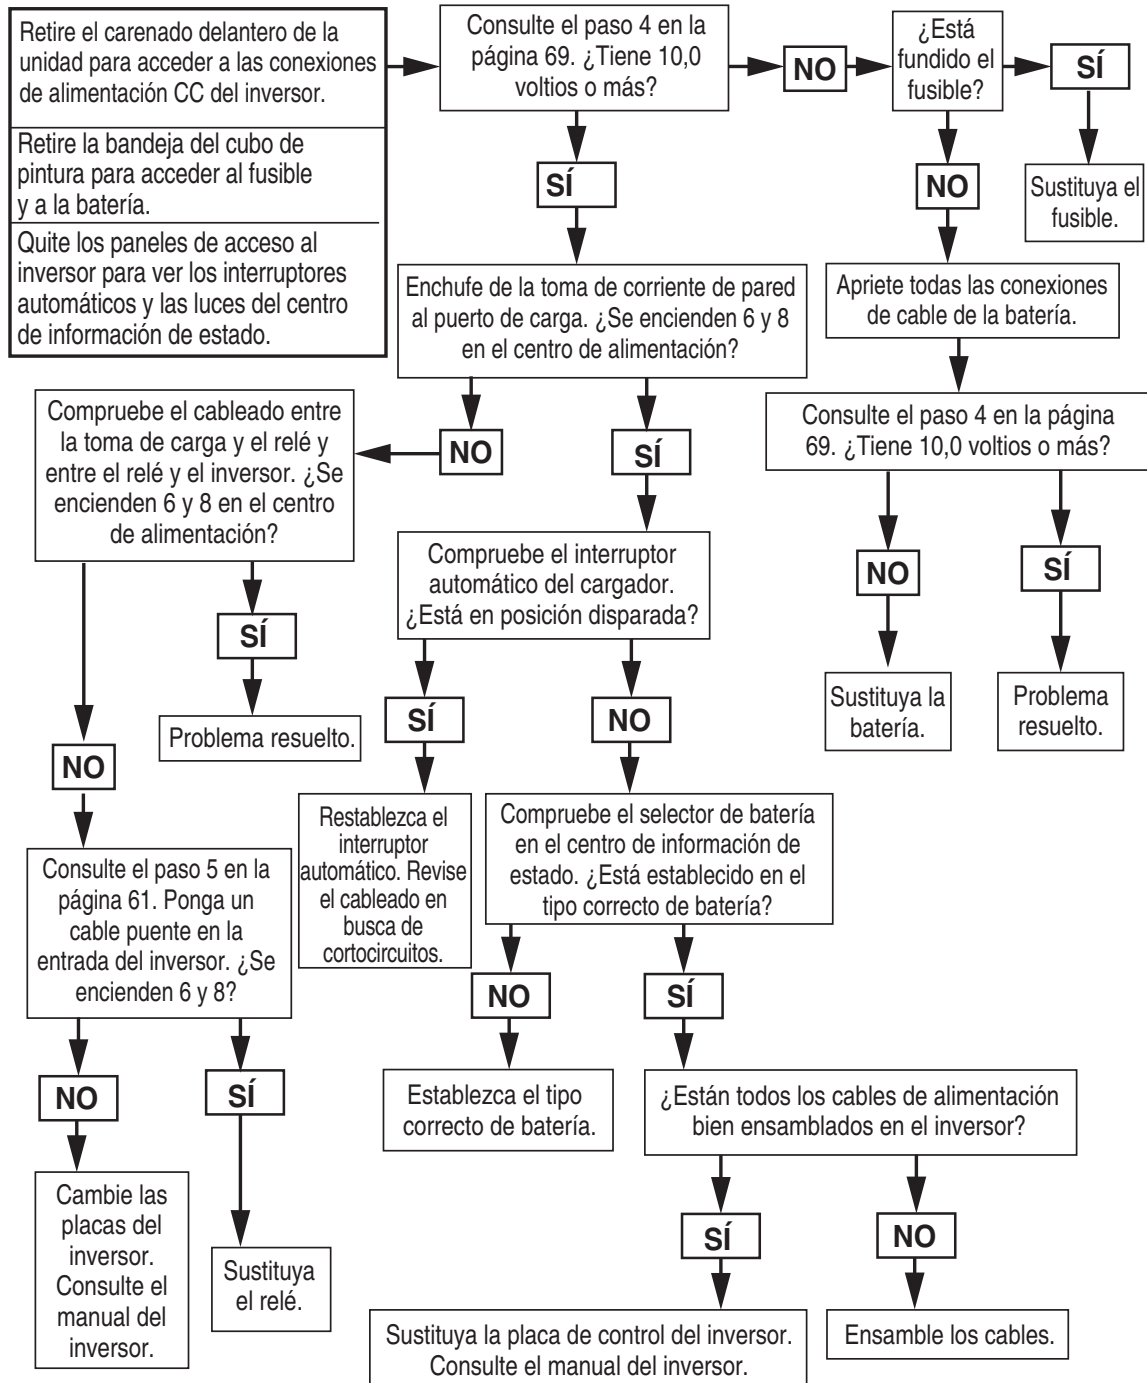 Retire el carenado delantero de la
unidad para acceder a las conexiones
de alimentación CC del inversor.
Retire la bandeja del cubo de
pintura para acceder al fusible
y a la batería.
Quite los paneles de acceso al
inversor para ver los interruptores
automáticos y las luces del centro
de información de estado.
Consulte el paso 4 en la
página 69. ¿Tiene 10,0
voltios o más?
NO
¿Está
fundido el
fusible?
SÍ
Sustituya el
fusible.
NO
Apriete todas las conexiones
de cable de la batería.
Consulte el paso 4 en la página
69. ¿Tiene 10,0 voltios o más?
NO
SÍ
Sustituya la
batería.
Problema
resuelto.
SÍ
Enchufe de la toma de corriente de pared
al puerto de carga. ¿Se encienden 6 y 8
en el centro de alimentación?
NO
SÍ
Compruebe el cableado entre
la toma de carga y el relé y
entre el relé y el inversor. ¿Se
encienden 6 y 8 en el centro
de alimentación?
SÍ
Problema resuelto.
NO
Consulte el paso 5 en la
página 61. Ponga un
cable puente en la
entrada del inversor. ¿Se
encienden 6 y 8?
NO
SÍ
Cambie las
placas del
inversor.
Consulte el
manual del
inversor.
Sustituya
el relé.
Compruebe el interruptor
automático del cargador.
¿Está en posición disparada?
SÍ
NO
Restablezca el
interruptor
automático. Revise
el cableado en
busca de
cortocircuitos.
Compruebe el selector de batería
en el centro de información de
estado. ¿Está establecido en el
tipo correcto de batería?
NO
SÍ
Establezca el tipo
correcto de batería.
¿Están todos los cables de alimentación
bien ensamblados en el inversor?
SÍ
NO
Sustituya la placa de control del inversor.
Consulte el manual del inversor.
Ensamble los cables.